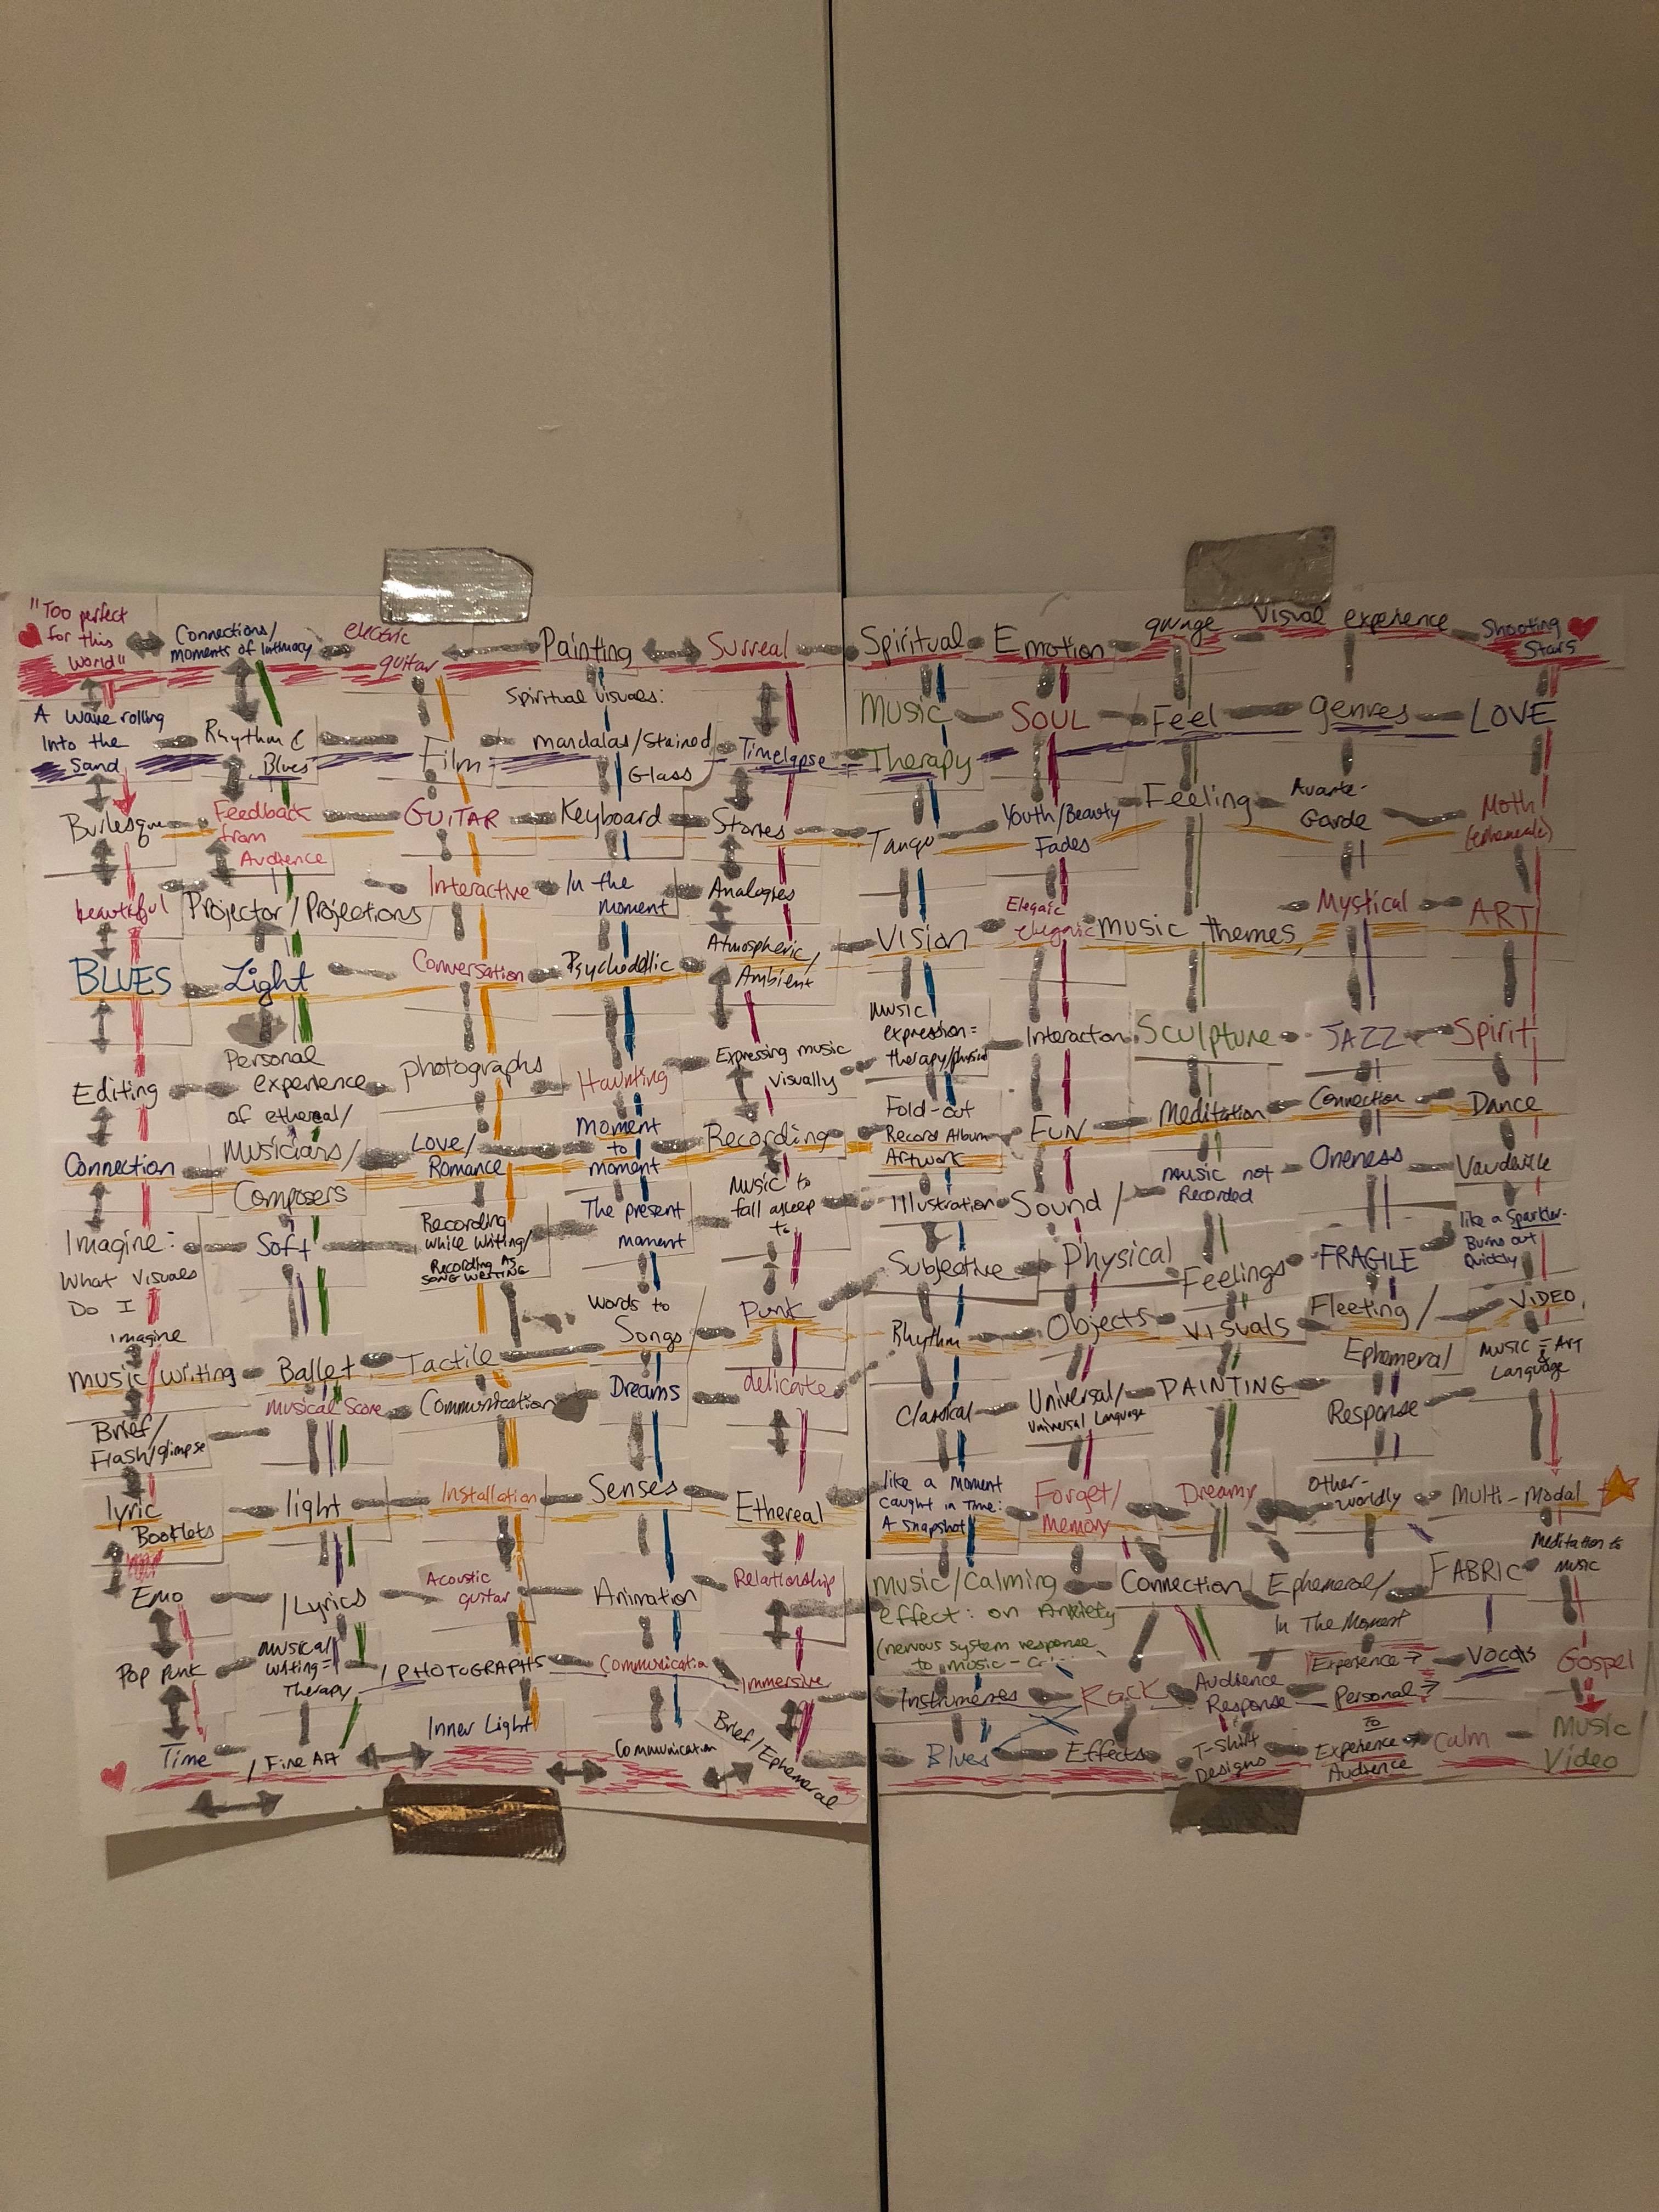 "Too perfect
for this
world"
Connections/
moments of Intimacy
electric
guitar
Painting
Surreal
Spiritual
Emotion
grunge
Visual experience
Shooting
Stars
A wave rolling
Into the
Sand
Rhythm &
Blues
Film
Spiritual visuals:
mandalas/Stained
Glass
Timelapse
Music
Therapy
SOUL
Feel
Genres
LOVE
Burlesque
Feedback
from
Audience
GUITAR
Keyboard
Stories
Tango
Youth/Beauty
Fades
Feeling
Avante-
Garde
Moth
(ephemeral)
beautiful
Projector/Projections
Interactive
In the
moment
Analogies
Vision
Elegaic
elegaic
music themes
Mystical
ART
BLUES
Light
Conversation
Psychedelic
Atmospheric/
Ambient
Music
expression=
therapy/physical
Interaction
Sculpture
JAZZ
Spirit
Editing
Personal
experience
of ethereal/
photographs
Haunting
Expressing music
visually
Fold-out
Record Album
Artwork
FUN
Meditation
Connection
Dance
Connection
Musicians/
Composers
Love/
Romance
Moment
to
moment
Recording
Illustration
Sound/
music not
Recorded
Oneness
Vaudeville
Imagine:
What Visuals
Do I
imagine
Soft
Recording
while writing/
Recording AS
SONG WRITING
The present
moment
Music to
fall asleep
to
Subjective
Physical
Feelings
FRAGILE
like a Sparkler-
Burns out
Quickly
Words to
Songs/
Punk
Rhythm
Objects
Visuals
Fleeting/
Ephemeral
VIDEO
music/writing
Ballet
Tactile
Dreams
delicate
Classical
Universal/
Universal Language
PAINTING
Response
MUSIC = ART
&
Language
Brief/
Flash/glimpse
Musical Score
Communication
lyric
Booklets
light
Installation
Senses
Ethereal
like a moment
caught in time:
A snapshot
Forget/
Memory
Dreamy
Other-
worldly
Multi-Modal
Emo
/Lyrics
Acoustic
guitar
Animation
Relationship
Music/Calming
effect: on Anxiety
(nervous system response
to music -
Connection
Ephemeral/
In The Moment
FABRIC
Meditation to
music
Pop Punk
Musical/
Writing=
Therapy
/PHOTOGRAPHS
Communication
Immersive
Instruments
Rock
Audience
Response
Experience→
Personal→
Vocals
Gospel
Time
/Fine Art
Inner Light
Communication
Brief/Ephemeral
Blues
Effects
T-Shirt
Designs
To
Experience→
Audience
Calm
Music/
Video